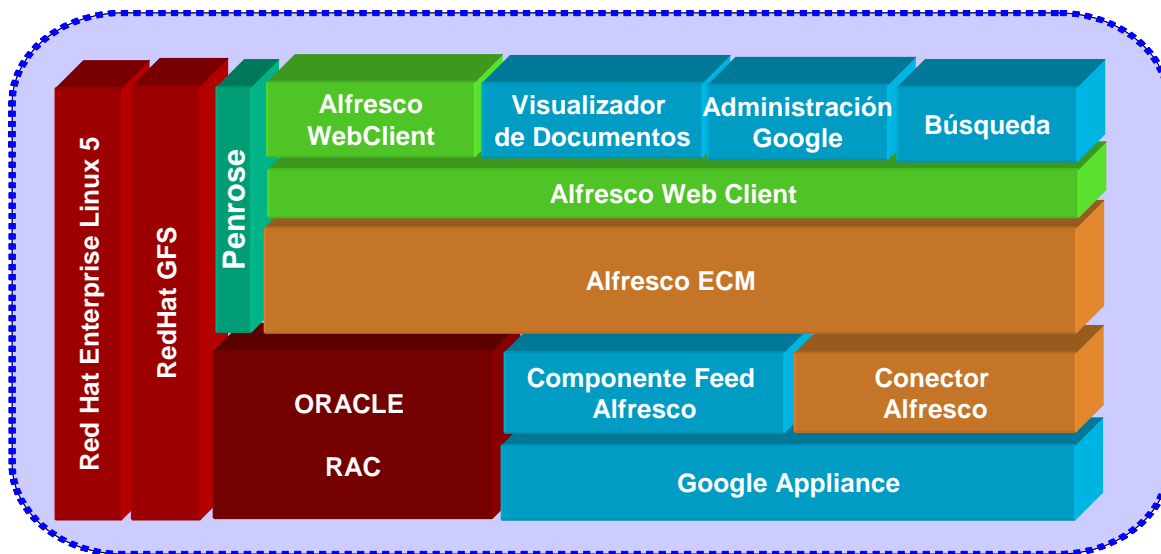 Red Hat Enterprise Linux 5
RedHat GFS
Penrose
Alfresco
WebClient
Visualizador
de Documentos
Administración
Google
Búsqueda
Alfresco Web Client
Alfresco ECM
ORACLE
RAC
Componente Feed
Alfresco
Conector
Alfresco
Google Appliance